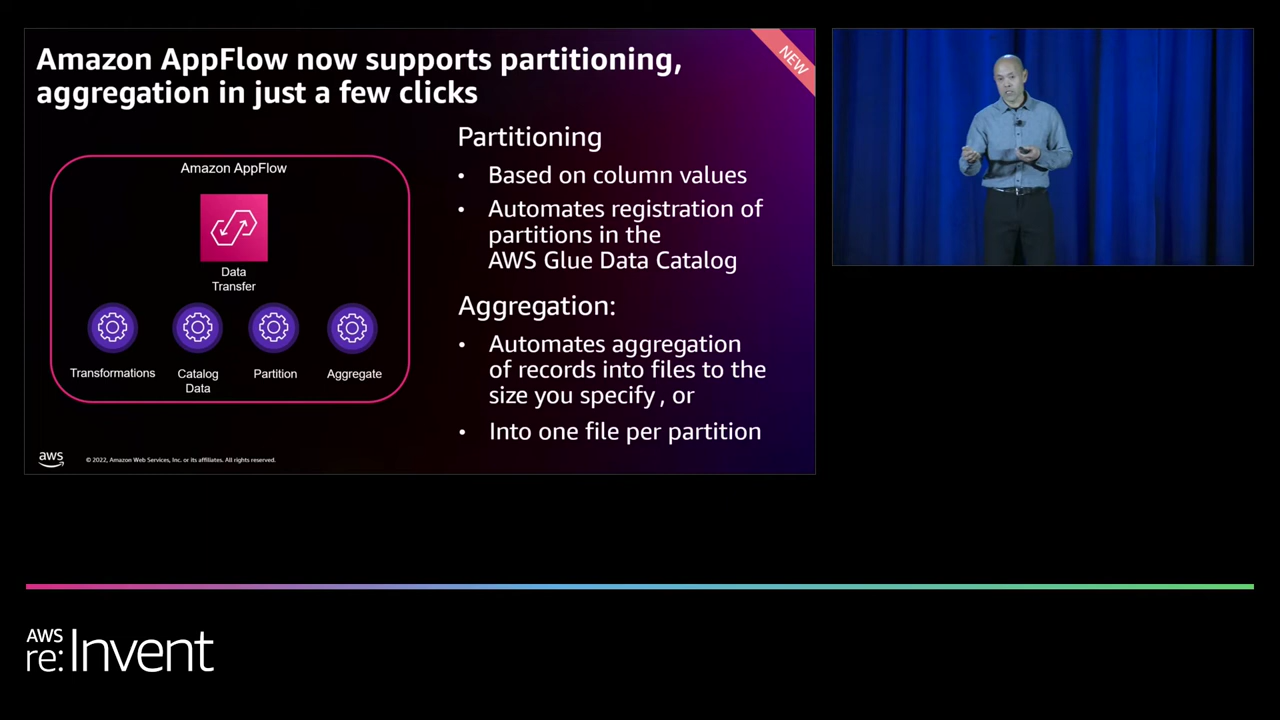 Amazon AppFlow now supports partitioning,
aggregation in just a few clicks
NEW
Amazon AppFlow
Data
Transfer
Transformations
Catalog
Data
Partition
Aggregate
Partitioning
• Based on column values
• Automates registration of
partitions in the
AWS Glue Data Catalog
Aggregation:
• Automates aggregation
of records into files to the
size you specify , or
• Into one file per partition
aws
© 2022, Amazon Web Services, Inc. or its affiliates. All rights reserved.
AWS
re:Invent